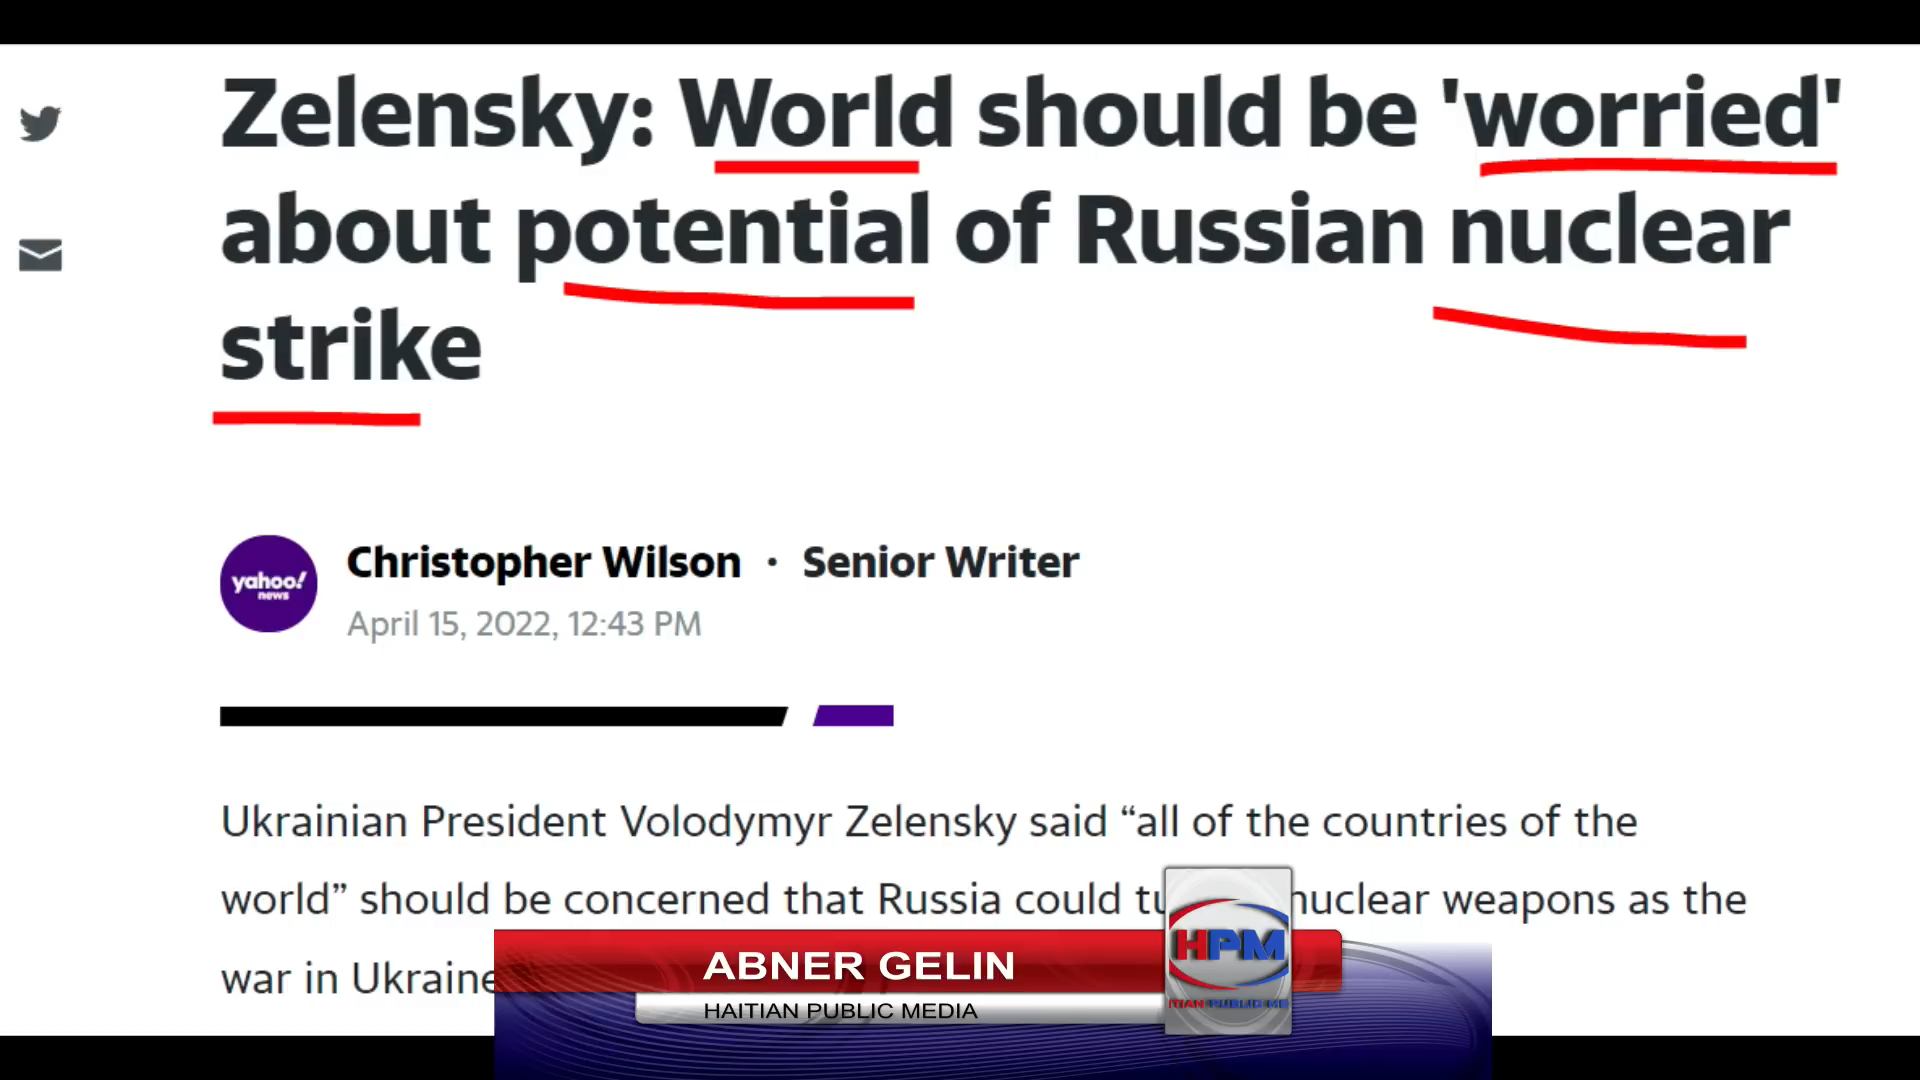 Zelensky: World should be 'worried'
about potential of Russian nuclear
strike
yahoo!
news
Christopher Wilson · Senior Writer
April 15, 2022, 12:43 PM
Ukrainian President Volodymyr Zelensky said “all of the countries of the
world” should be concerned that Russia could nuclear weapons as the
war in Ukraine
ABNER GELIN
HAITIAN PUBLIC MEDIA
HPM